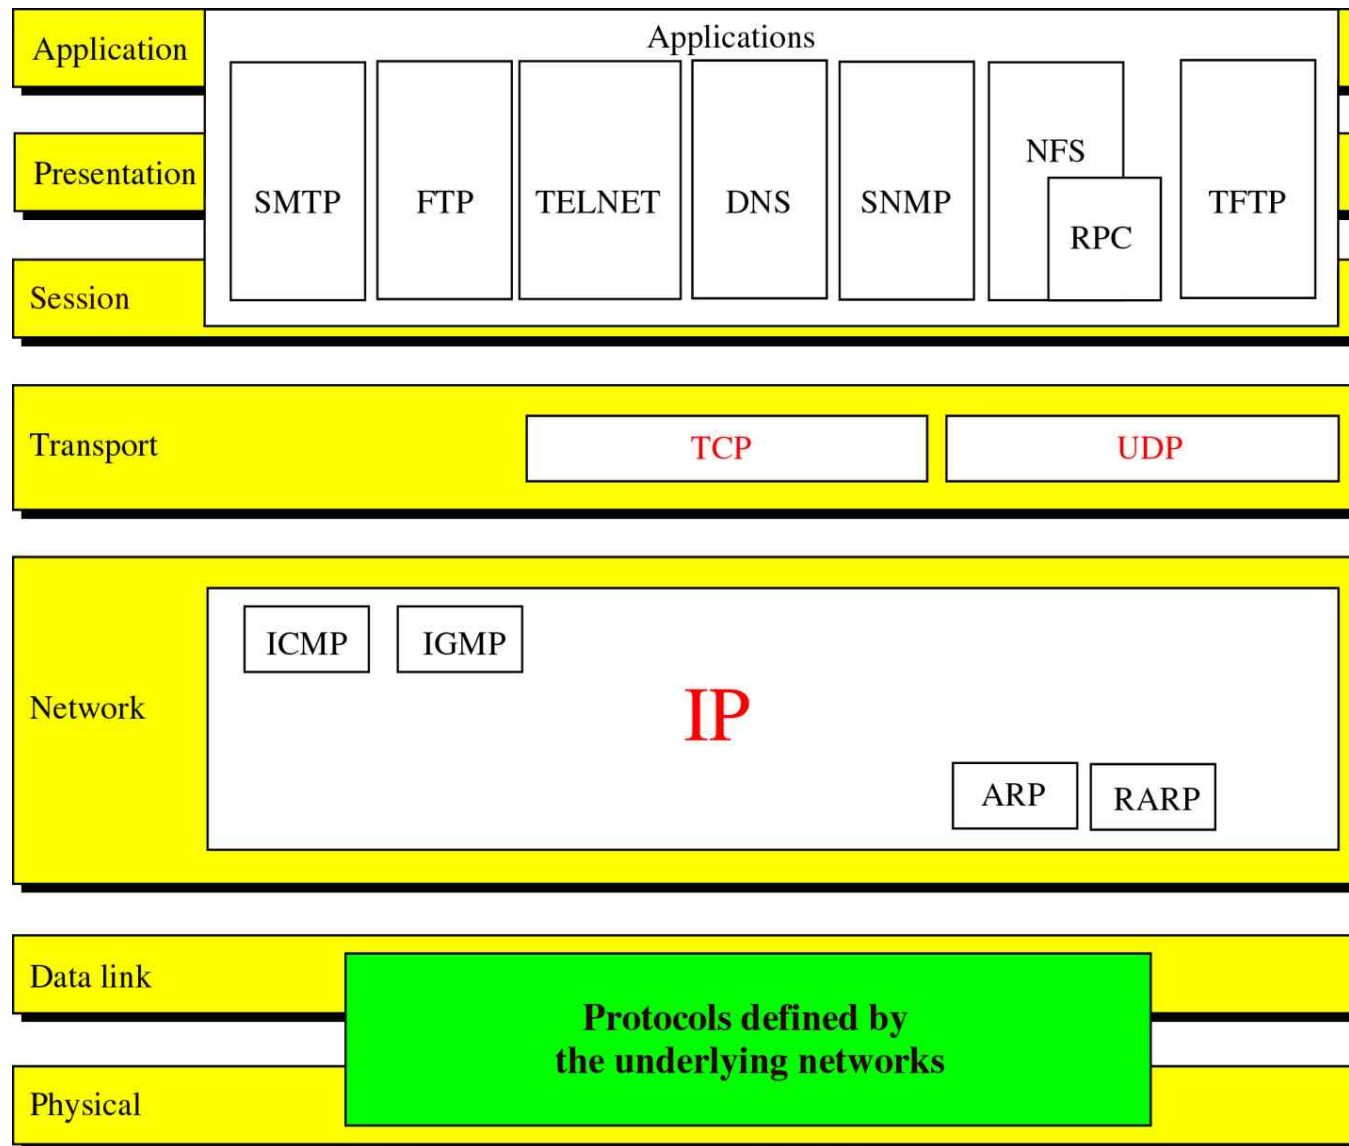 Application
Applications
Presentation
SMTP
FTP
TELNET
DNS
SNMP
NFS
RPC
TFTP
Session
Transport
TCP
UDP
Network
ICMP
IGMP
IP
ARP
RARP
Data link
Protocols defined by
the underlying networks
Physical